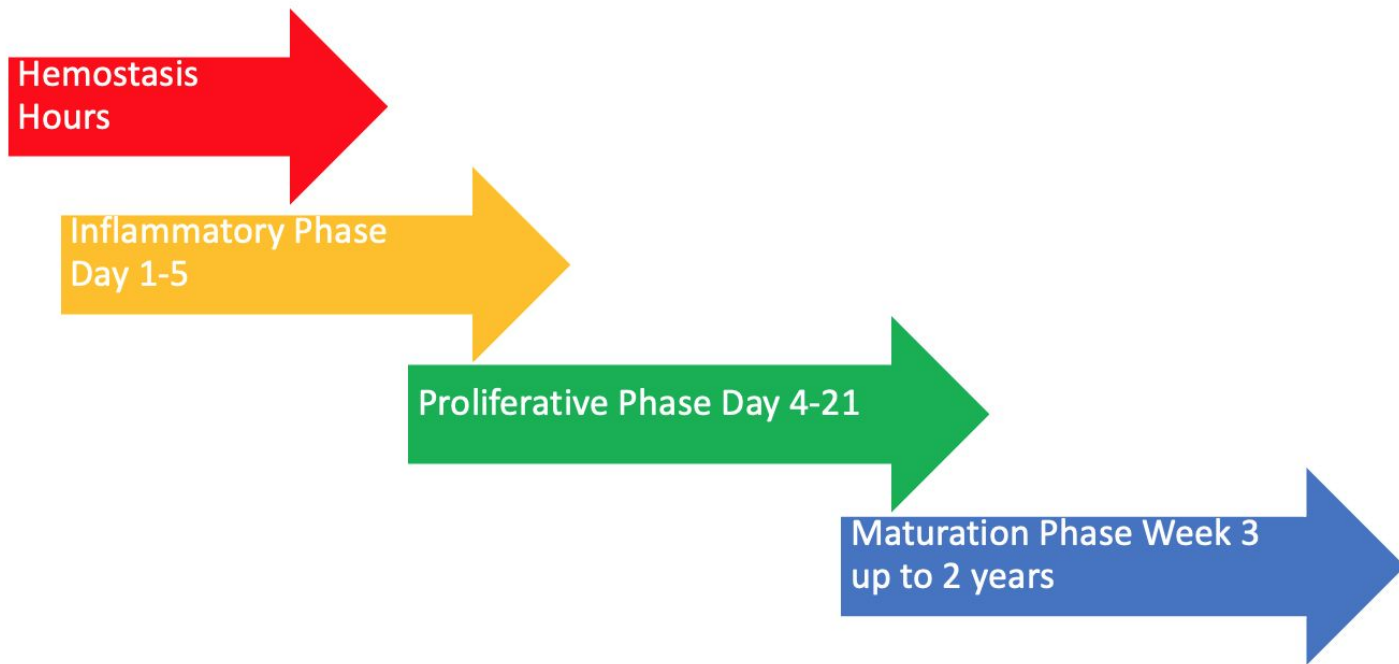 Hemostasis
Hours
Inflammatory Phase
Day 1-5
Proliferative Phase Day 4-21
Maturation Phase Week 3
up to 2 years